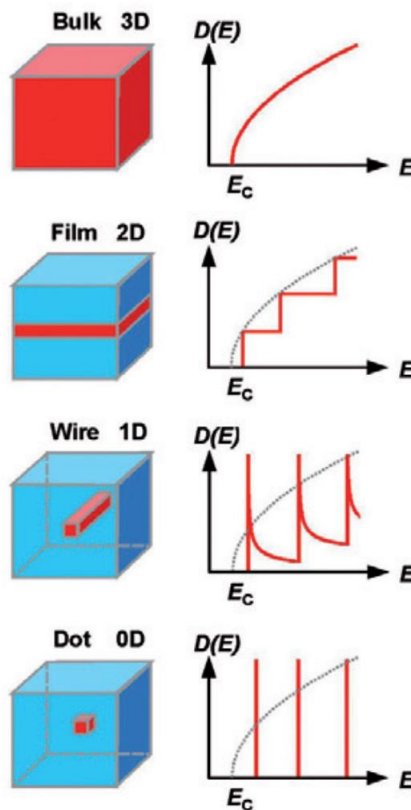 Bulk 3D
D(E)
E_C
E
Film 2D
D(E)
E_C
E
Wire 1D
D(E)
E_C
E
Dot 0D
D(E)
E_C
E